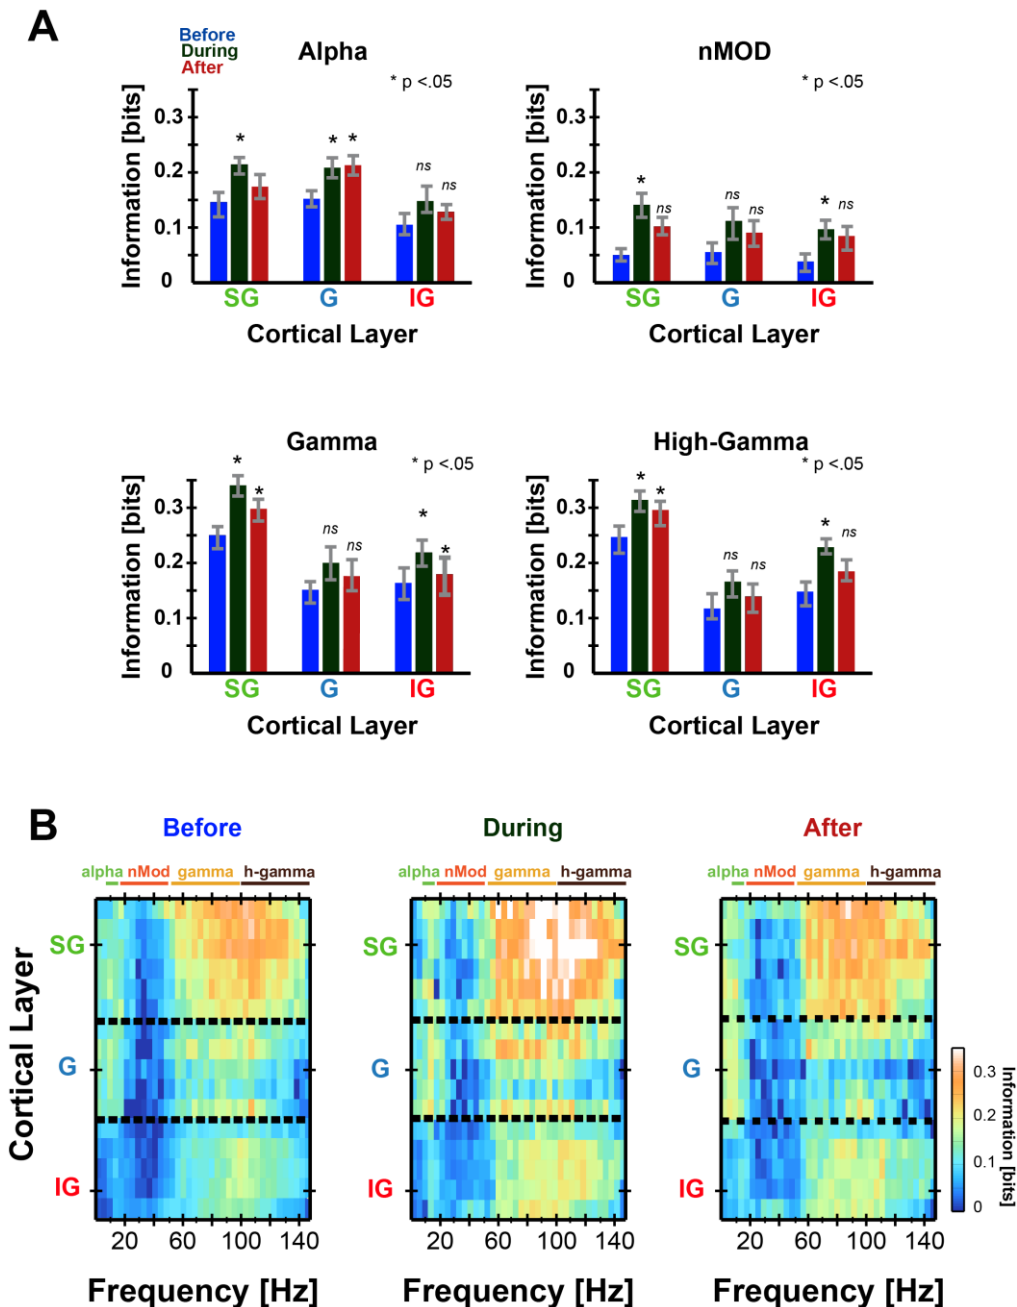 A
Before
During
After
Alpha
* p <.05
Information [bits]
0.3
0.2
0.1
0
*
* *
ns
ns
SG G IG
Cortical Layer
nMOD
* p <.05
Information [bits]
0.3
0.2
0.1
0
*
ns
ns
ns
*
ns
SG G IG
Cortical Layer
Gamma
* p <.05
Information [bits]
0.3
0.2
0.1
0
*
*
ns
ns
*
*
SG G IG
Cortical Layer
High-Gamma
* p <.05
Information [bits]
0.3
0.2
0.1
0
*
*
ns
ns
*
ns
SG G IG
Cortical Layer
B
Before
During
After
alpha nMod gamma h-gamma
alpha nMod gamma h-gamma
alpha nMod gamma h-gamma
Cortical Layer
SG
G
IG
SG
G
IG
SG
G
IG
20 60 100 140
20 60 100 140
20 60 100 140
Frequency [Hz]
Frequency [Hz]
Frequency [Hz]
0.3
0.2
0.1
0
Information [bits]